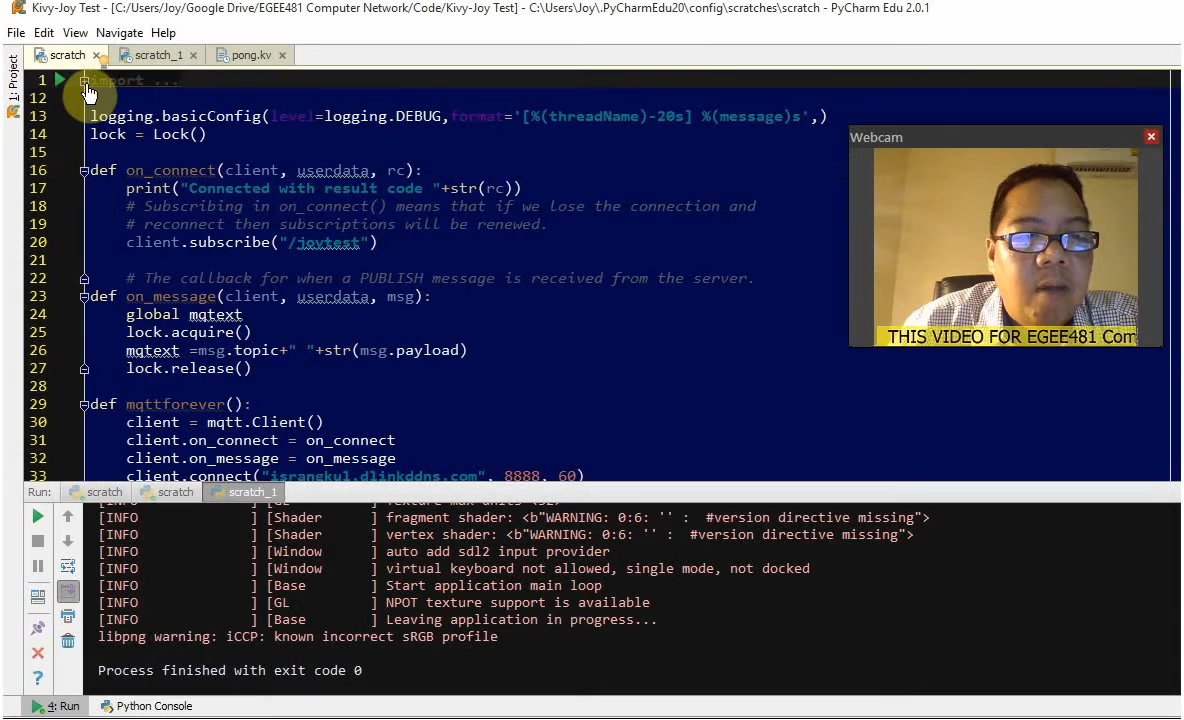 Kivy-Joy Test - [C:/Users/Joy/Google Drive/EGEE481 Computer Network/Code/Kivy-Joy Test] - C:\Users\Joy\.PyCharmEdu20\config\scratches\scratch - PyCharm Edu 2.0.1
File Edit View Navigate Help
scratch scratch_1 pong.kv
1: Project
1 import ...
12
13 logging.basicConfig(level=logging.DEBUG,format='[%(threadName)-20s] %(message)s',)
14 lock = Lock()
15
16 def on_connect(client, userdata, rc):
17 print("Connected with result code "+str(rc))
18 # Subscribing in on_connect() means that if we lose the connection and
19 # reconnect then subscriptions will be renewed.
20 client.subscribe("/joytest")
21
22 # The callback for when a PUBLISH message is received from the server.
23 def on_message(client, userdata, msg):
24 global mqtext
25 lock.acquire()
26 mqtext =msg.topic+" "+str(msg.payload)
27 lock.release()
28
29 def mqttforever():
30 client = mqtt.Client()
31 client.on_connect = on_connect
32 client.on_message = on_message
33 client.connect("israngkul.dlinkddns.com", 8888, 60)
Webcam
THIS VIDEO FOR EGEE481 Com
Run: scratch scratch scratch_1
[INFO ] [GL ] Texture max units <32>
[INFO ] [Shader ] fragment shader: <b"WARNING: 0:6: '' : #version directive missing">
[INFO ] [Shader ] vertex shader: <b"WARNING: 0:6: '' : #version directive missing">
[INFO ] [Window ] auto add sdl2 input provider
[INFO ] [Window ] virtual keyboard not allowed, single mode, not docked
[INFO ] [Base ] Start application main loop
[INFO ] [GL ] NPOT texture support is available
[INFO ] [Base ] Leaving application in progress...
libpng warning: iCCP: known incorrect sRGB profile
Process finished with exit code 0
4: Run Python Console